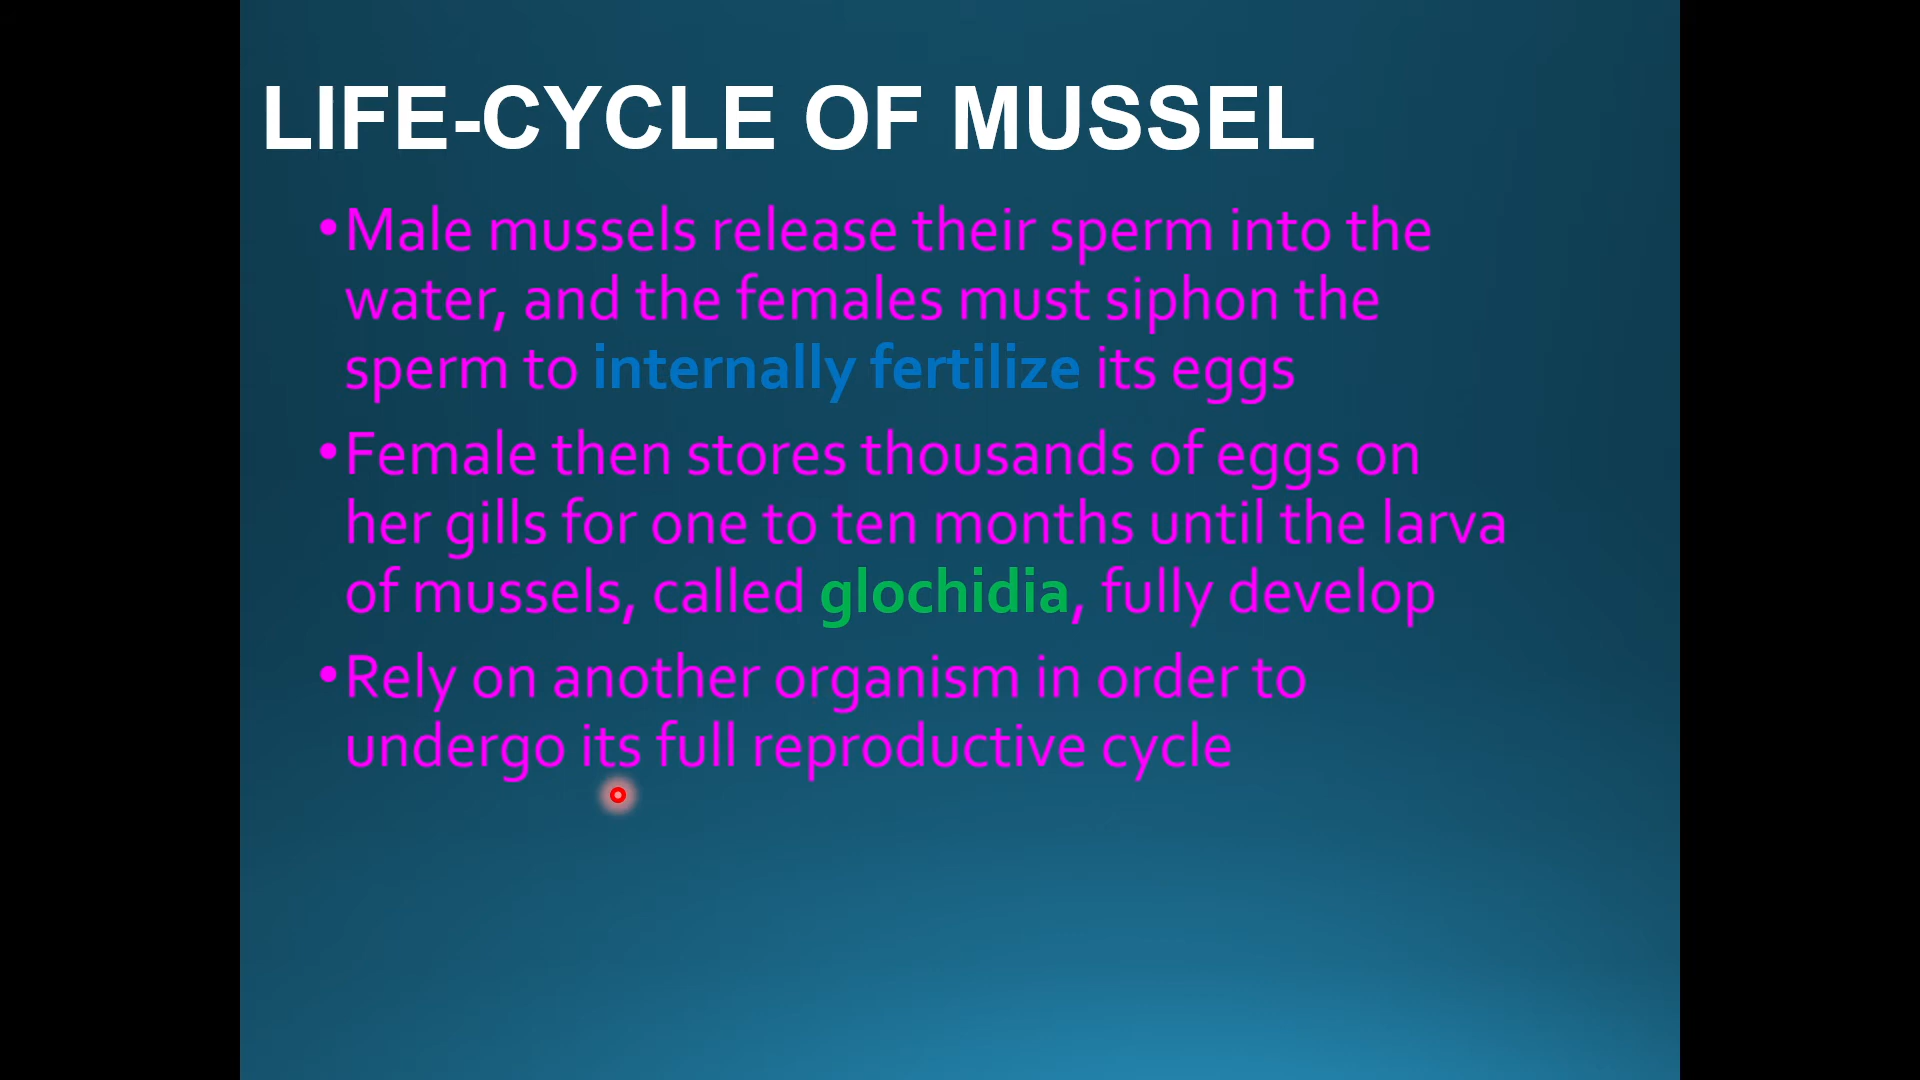 LIFE-CYCLE OF MUSSEL
•Male mussels release their sperm into the
water, and the females must siphon the
sperm to internally fertilize its eggs
•Female then stores thousands of eggs on
her gills for one to ten months until the larva
of mussels, called glochidia, fully develop
•Rely on another organism in order to
undergo its full reproductive cycle